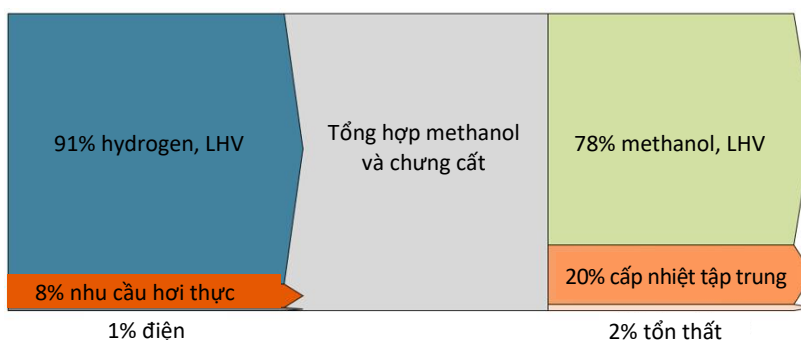 91% hydrogen, LHV
8% nhu cầu hơi thực
1% điện
Tổng hợp methanol
và chưng cất
78% methanol, LHV
20% cấp nhiệt tập trung
2% tổn thất